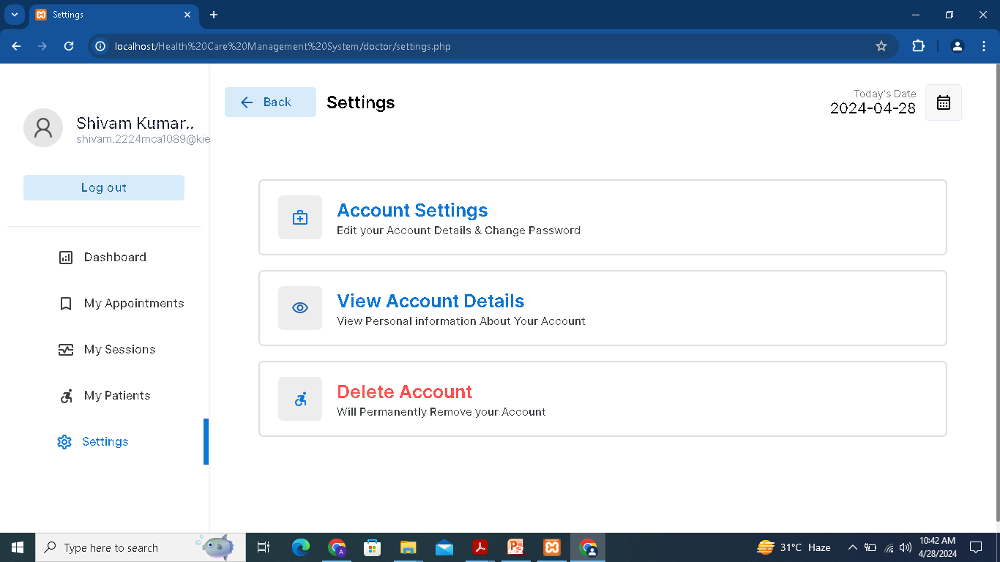 Settings
localhost/Health%20Care%20Management%20System/doctor/settings.php
Shivam Kumar..
shivam.2224mca1089@kie
Log out
Dashboard
My Appointments
My Sessions
My Patients
Settings
Back
Settings
Today's Date
2024-04-28
Account Settings
Edit your Account Details & Change Password
View Account Details
View Personal information About Your Account
Delete Account
Will Permanently Remove your Account
Type here to search
A
31°C Haze
10:42 AM
4/28/2024